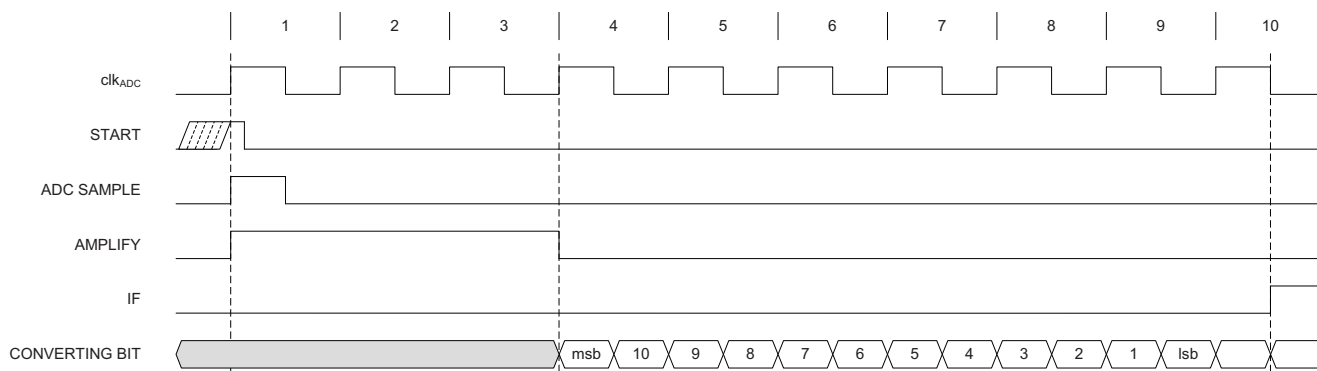 1 2 3 4 5 6 7 8 9 10
clkADC
START
ADC SAMPLE
AMPLIFY
IF
CONVERTING BIT msb 10 9 8 7 6 5 4 3 2 1 lsb